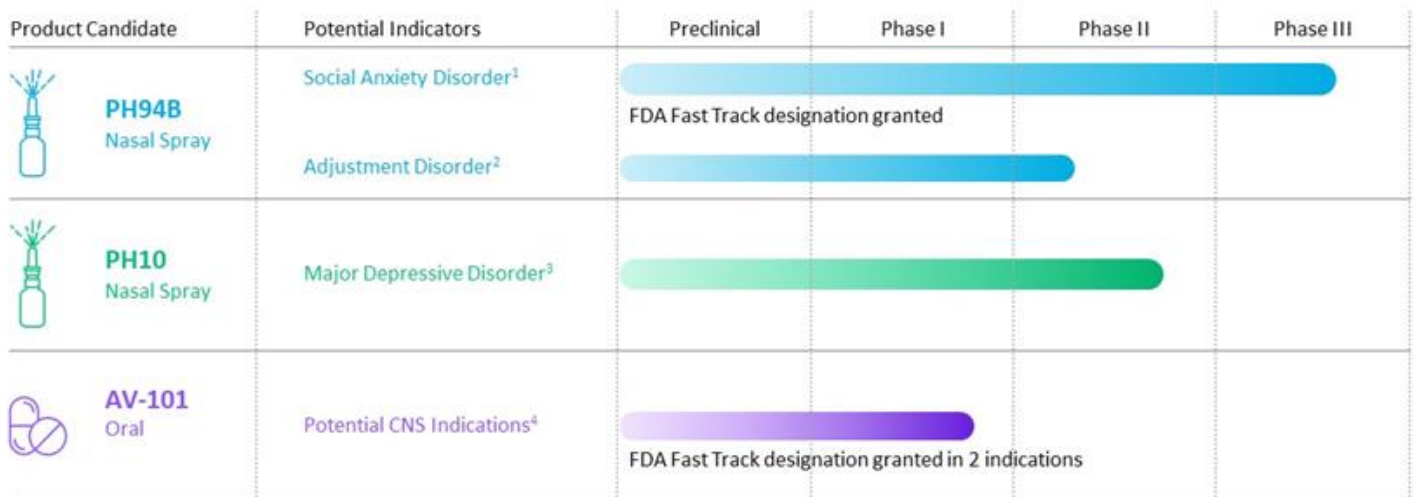 Product Candidate Potential Indicators Preclinical Phase I Phase II Phase III
PH94B
Nasal Spray
Social Anxiety Disorder¹
FDA Fast Track designation granted
Adjustment Disorder²
PH10
Nasal Spray
Major Depressive Disorder³
AV-101
Oral
Potential CNS Indications⁴
FDA Fast Track designation granted in 2 indications